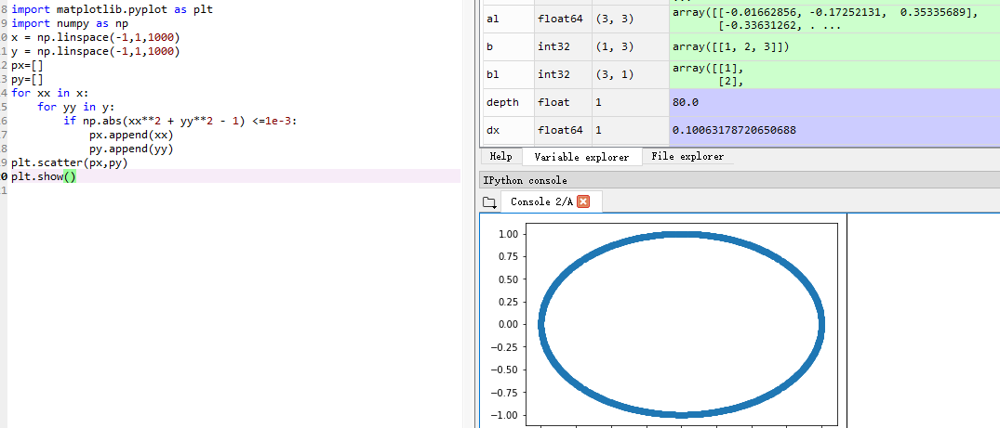 8 import matplotlib.pyplot as plt
9 import numpy as np
0 x = np.linspace(-1,1,1000)
1 y = np.linspace(-1,1,1000)
2 px=[]
3 py=[]
4 for xx in x:
5     for yy in y:
6         if np.abs(xx**2 + yy**2 - 1) <=1e-3:
7             px.append(xx)
8             py.append(yy)
9 plt.scatter(px,py)
0 plt.show()
1
a1 float64 (3, 3) array([[-0.01662856, -0.17252131,  0.35335689],
[-0.33631262, . ...
b int32 (1, 3) array([[1, 2, 3]])
b1 int32 (3, 1) array([[1],
[2],
depth float 1 80.0
dx float64 1 0.10063178720650688
Help Variable explorer File explorer
IPython console
Console 2/A
1.00
0.75
0.50
0.25
0.00
−0.25
−0.50
−0.75
−1.00